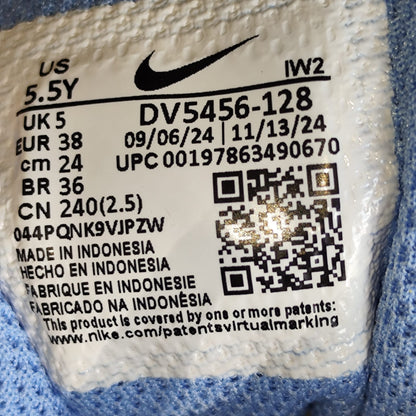 US
5.5Y
IW2
UK 5
DV5456-128
EUR 38
09/06/24 | 11/13/24
cm 24
UPC 00197863490670
BR 36
CN 240(2.5)
044PQNK9VJPZW
MADE IN INDONESIA
HECHO EN INDONESIA
FABRIQUE EN INDONESIE
FABRICADO NA INDONÉSIA
This product is covered by one or more patents:
www.nike.com/patentsvirtualmarking